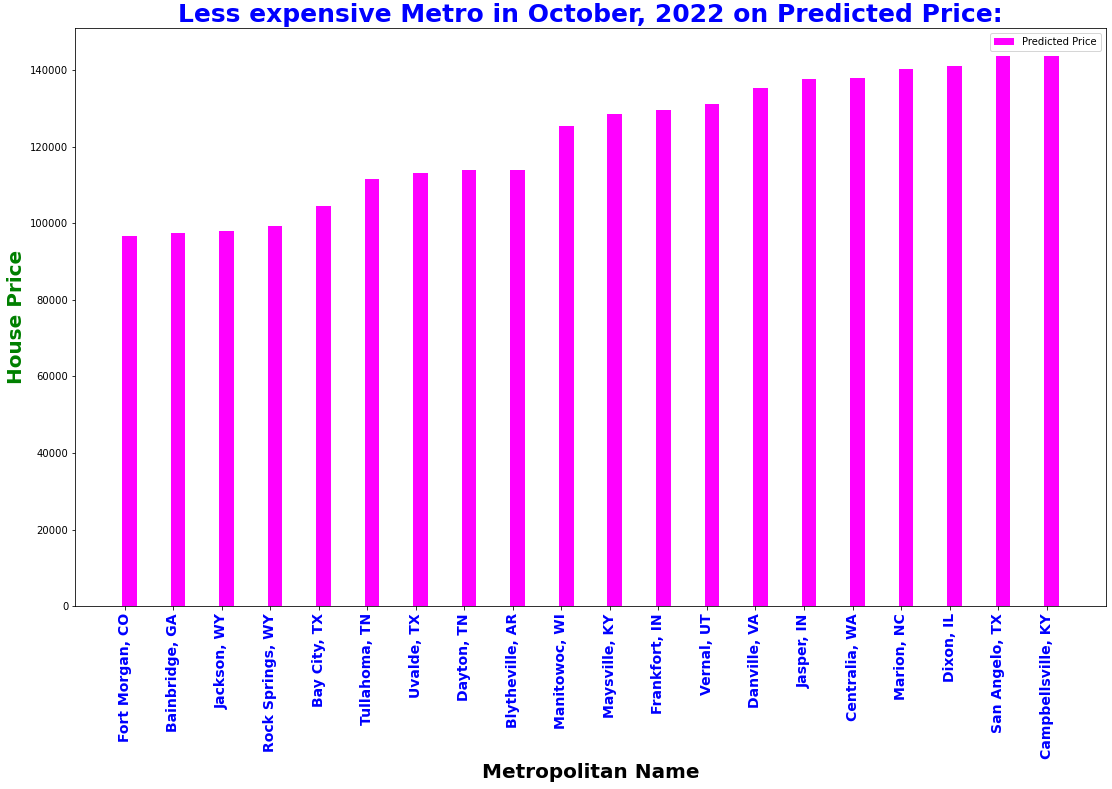 Less expensive Metro in October, 2022 on Predicted Price:
Predicted Price
House Price
140000
120000
100000
80000
60000
40000
20000
0
Fort Morgan, CO
Bainbridge, GA
Jackson, WY
Rock Springs, WY
Bay City, TX
Tullahoma, TN
Uvalde, TX
Dayton, TN
Blytheville, AR
Manitowoc, WI
Maysville, KY
Frankfort, IN
Vernal, UT
Danville, VA
Jasper, IN
Centralia, WA
Marion, NC
Dixon, IL
San Angelo, TX
Campbellsville, KY
Metropolitan Name